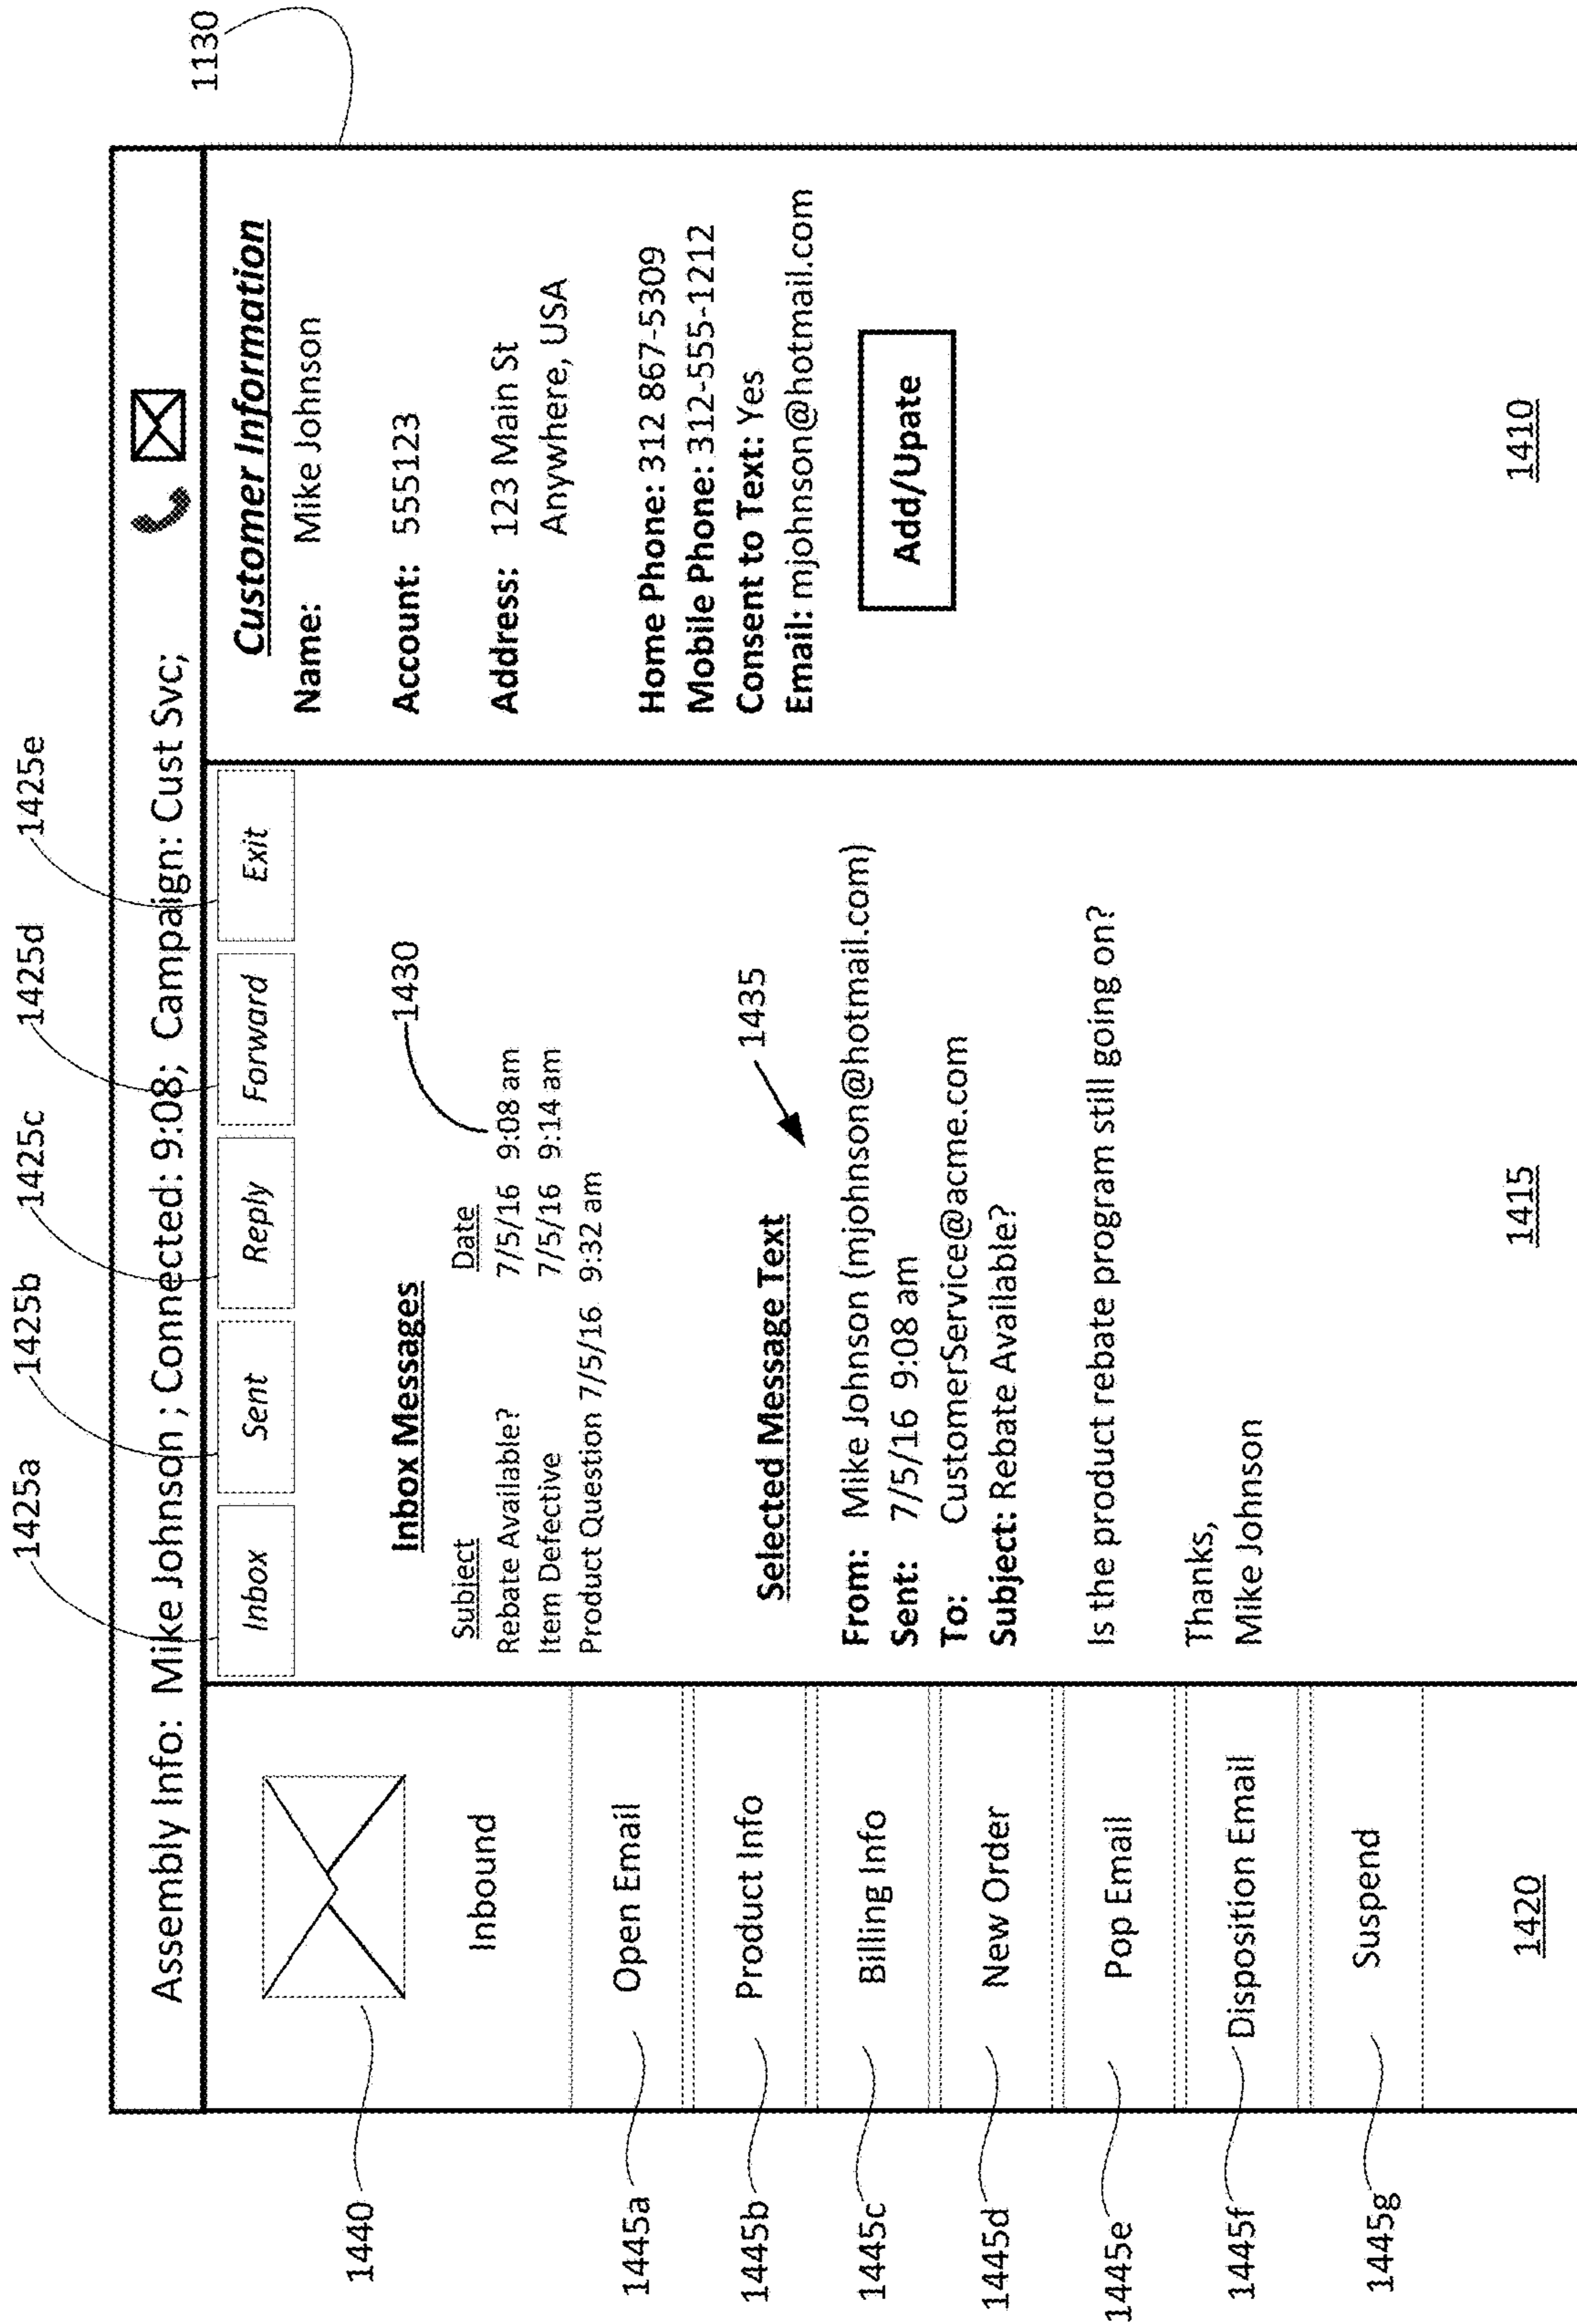 1130
1425a
1425b
1425c
1425d
1425e
Assembly Info: Mike Johnson ; Connected: 9:08; Campaign: Cust Svc;
1440
Inbound
1445a
Open Email
1445b
Product Info
1445c
Billing Info
1445d
New Order
1445e
Pop Email
1445f
Disposition Email
1445g
Suspend
1420
Inbox
Sent
Reply
Forward
Exit
Inbox Messages
1430
Subject Date
Rebate Available? 7/5/16 9:08 am
Item Defective 7/5/16 9:14 am
Product Question 7/5/16 9:32 am
Selected Message Text
1435
From: Mike Johnson (mjohnson@hotmail.com)
Sent: 7/5/16 9:08 am
To: CustomerService@acme.com
Subject: Rebate Available?
Is the product rebate program still going on?
Thanks,
Mike Johnson
1415
Customer Information
Name: Mike Johnson
Account: 555123
Address: 123 Main St
Anywhere, USA
Home Phone: 312 867-5309
Mobile Phone: 312-555-1212
Consent to Text: Yes
Email: mjohnson@hotmail.com
Add/Upate
1410